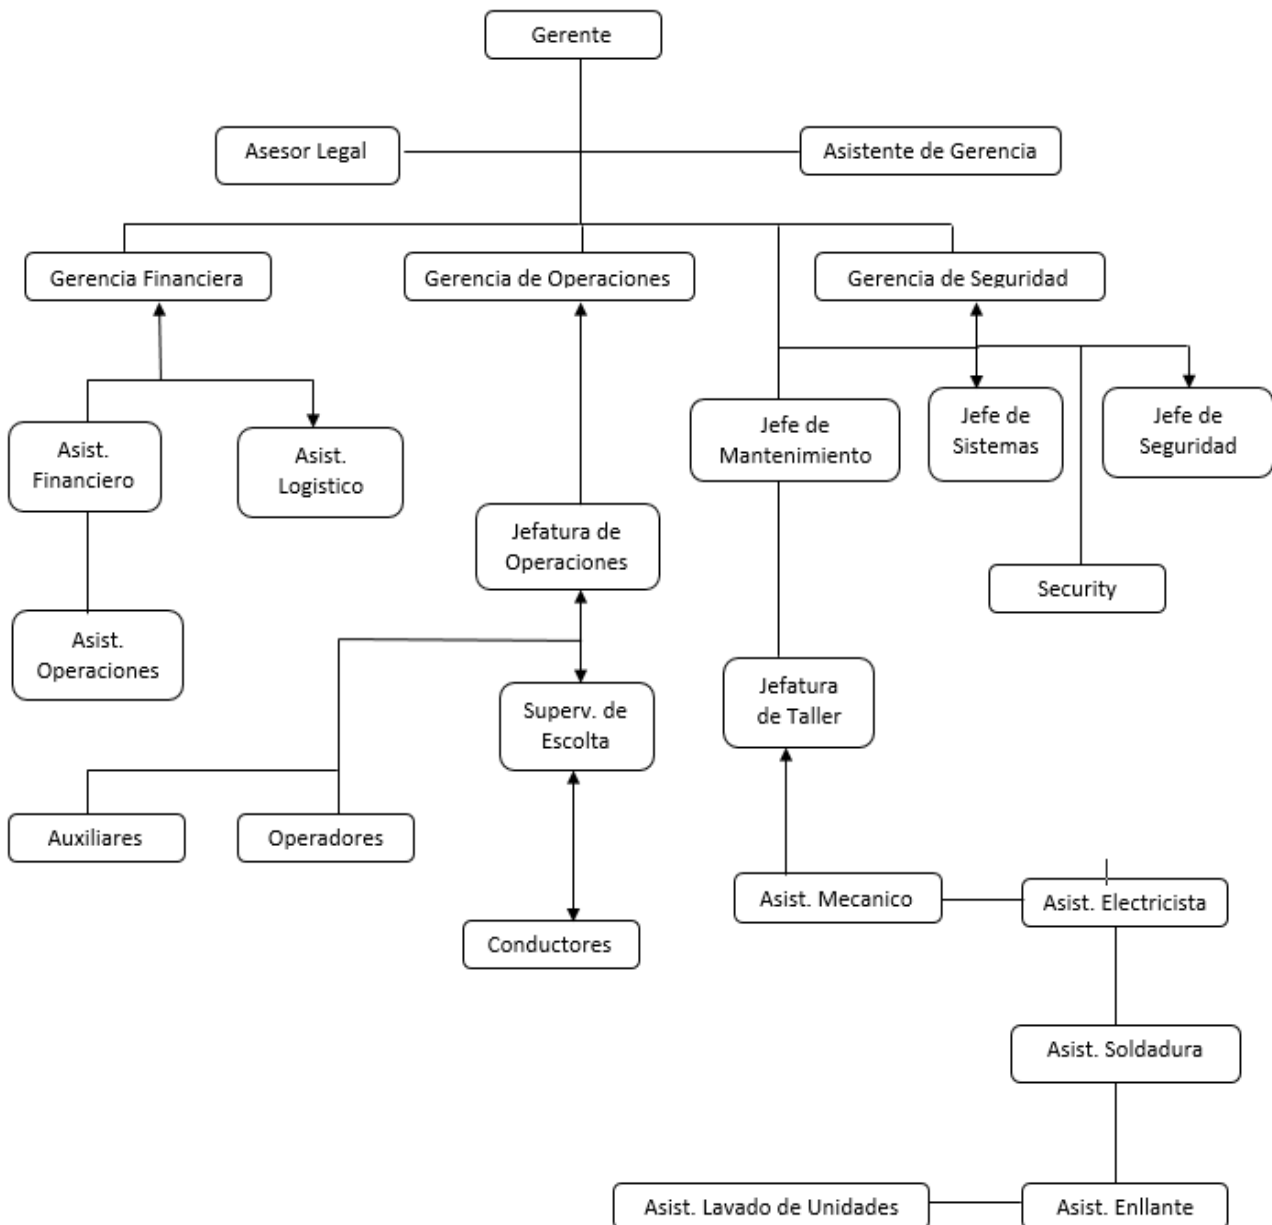 Gerente
Asesor Legal
Asistente de Gerencia
Gerencia Financiera
Gerencia de Operaciones
Gerencia de Seguridad
Asist.
Financiero
Asist.
Logistico
Jefe de
Mantenimiento
Jefe de
Sistemas
Jefe de
Seguridad
Jefatura de
Operaciones
Security
Asist.
Operaciones
Superv. de
Escolta
Jefatura
de Taller
Auxiliares
Operadores
Conductores
Asist. Mecanico
Asist. Electricista
Asist. Soldadura
Asist. Lavado de Unidades
Asist. Enllante